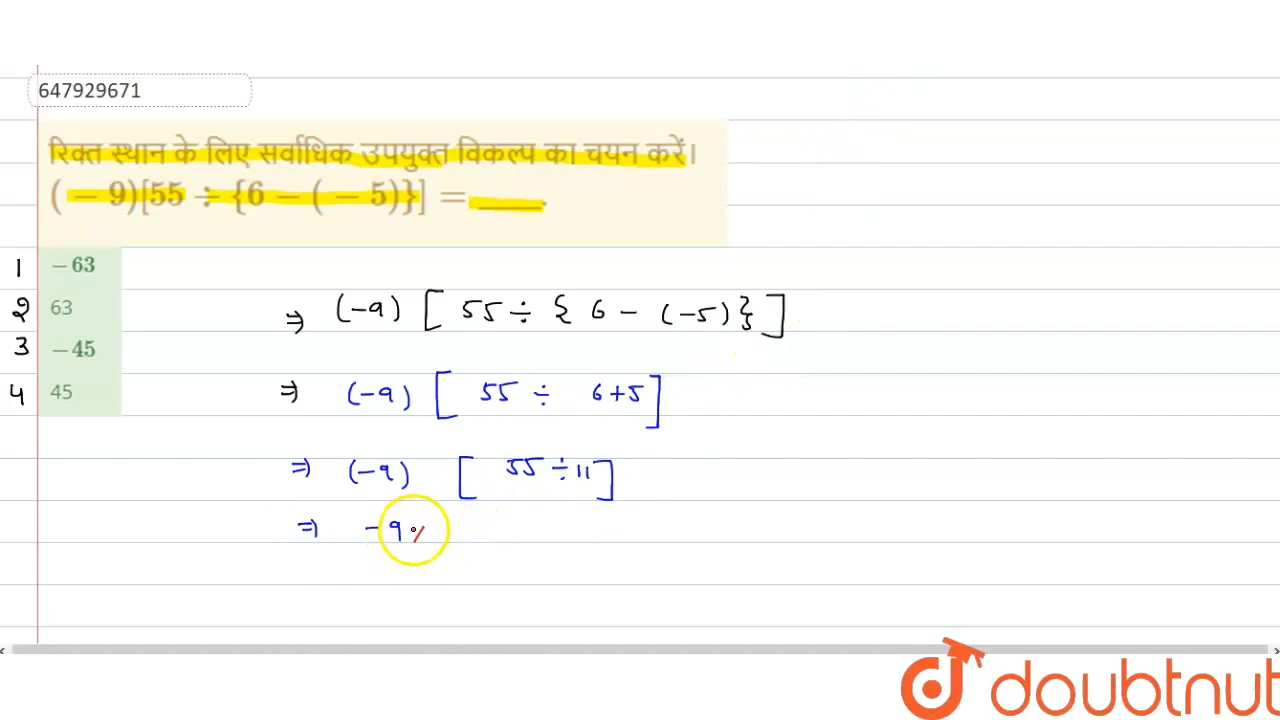 647929671
रिक्त स्थान के लिए सर्वाधिक उपयुक्त विकल्प का चयन करें।
(−9)[55 ÷ {6 − (−5)}] = ____.
1 −63
2 63
3 −45
4 45
⇒ (-9) [ 55 ÷ { 6 - (-5) } ]
⇒ (-9) [ 55 ÷ 6+5 ]
⇒ (-9) [ 55 ÷ 11 ]
⇒ -9
doubtnut